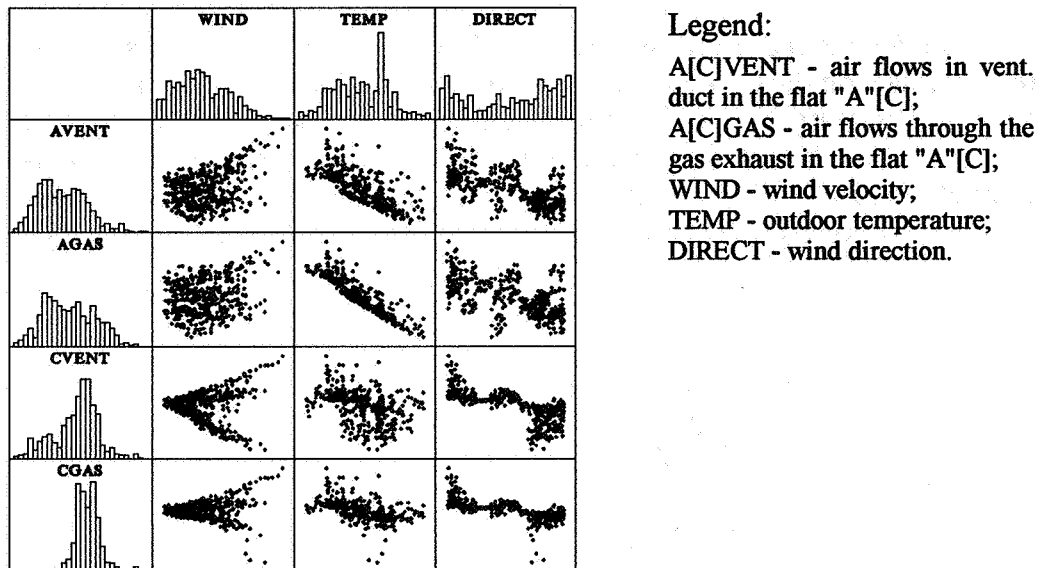 WIND TEMP DIRECT
AVENT
AGAS
CVENT
CGAS
Legend:
A[C]VENT - air flows in vent.
duct in the flat "A"[C];
A[C]GAS - air flows through the
gas exhaust in the flat "A"[C];
WIND - wind velocity;
TEMP - outdoor temperature;
DIRECT - wind direction.